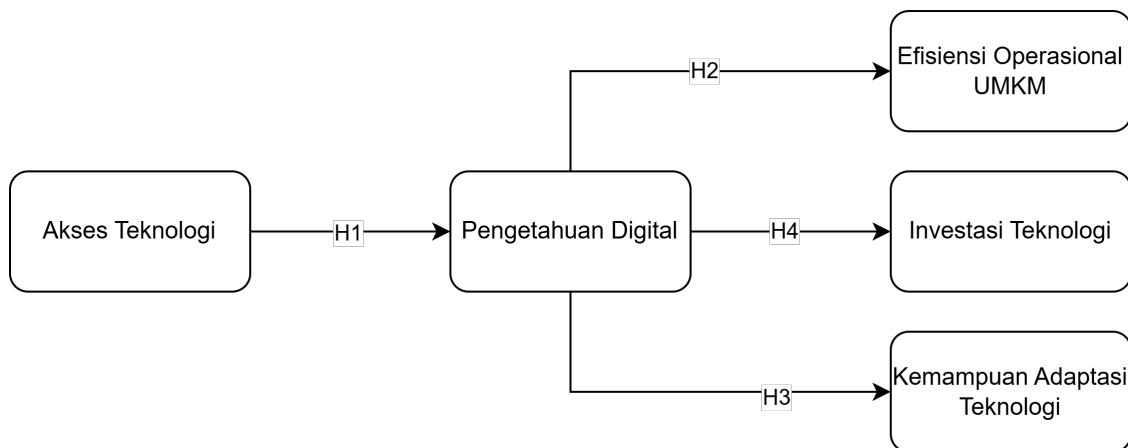 Akses Teknologi
H1
Pengetahuan Digital
H2
Efisiensi Operasional
UMKM
H4
Investasi Teknologi
H3
Kemampuan Adaptasi
Teknologi